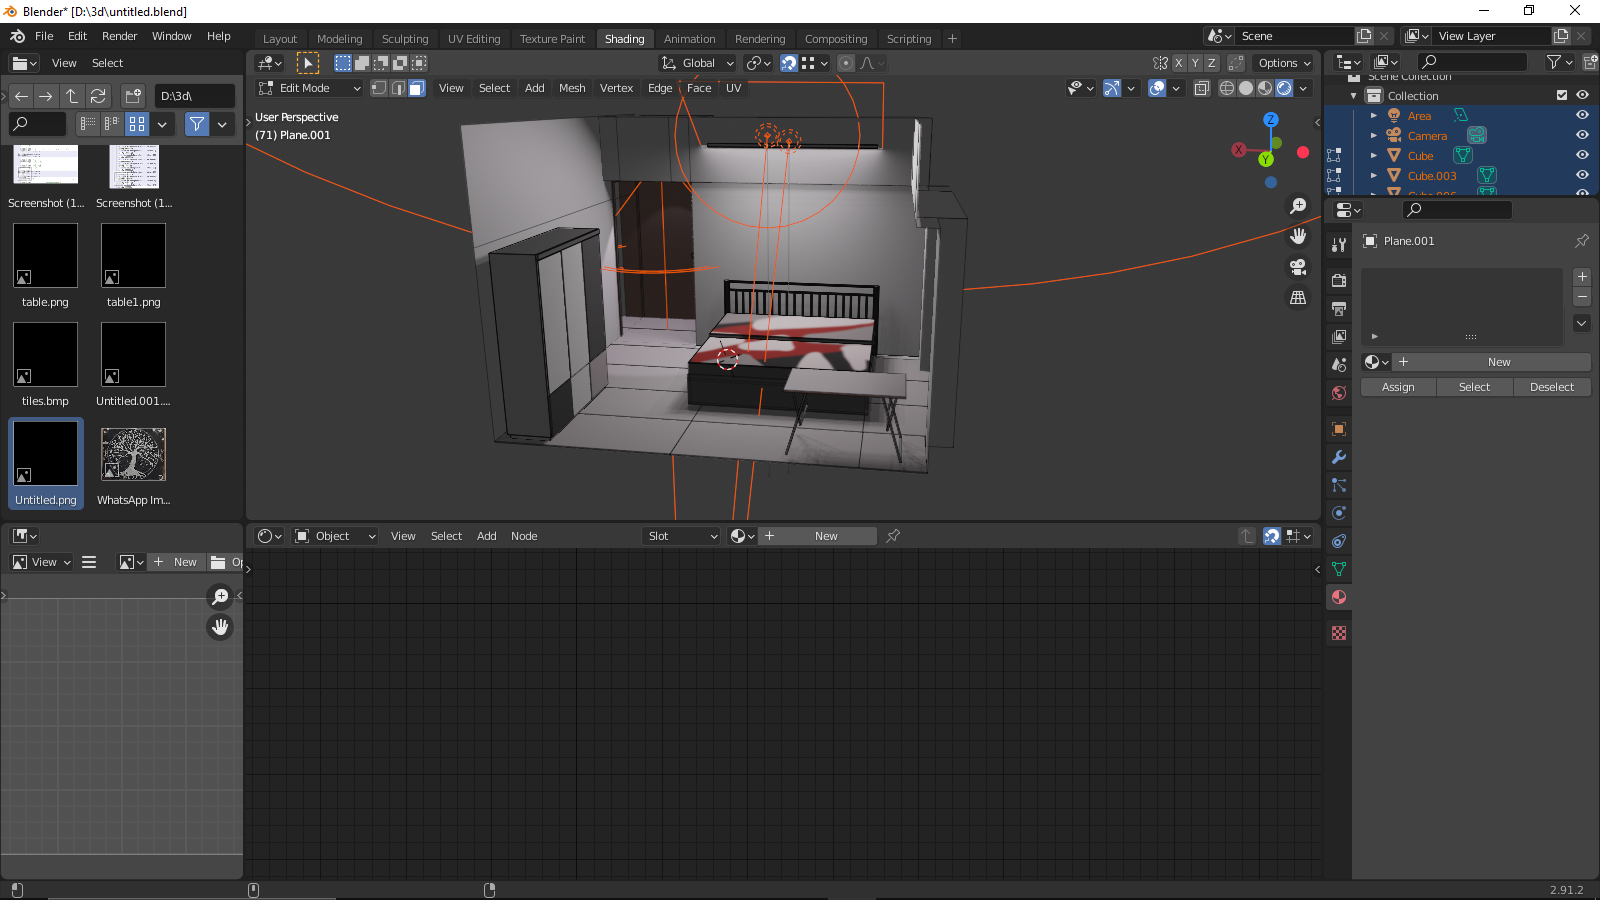 Blender* [D:\3d\untitled.blend]
File Edit Render Window Help
Layout Modeling Sculpting UV Editing Texture Paint Shading Animation Rendering Compositing Scripting
Scene
View Layer
View Select
Global
X Y Z
Options
Scene Collection
D:\3d\
Edit Mode
View Select Add Mesh Vertex Edge Face UV
Collection
User Perspective
(71) Plane.001
Area
Camera
Cube
Cube.003
Screenshot (1...
Screenshot (1...
Z
X
Y
Plane.001
table.png
table1.png
New
Assign
Select
Deselect
tiles.bmp
Untitled.001....
Untitled.png
WhatsApp Im...
Object
View Select Add Node
Slot
New
View
New
Op
2.91.2